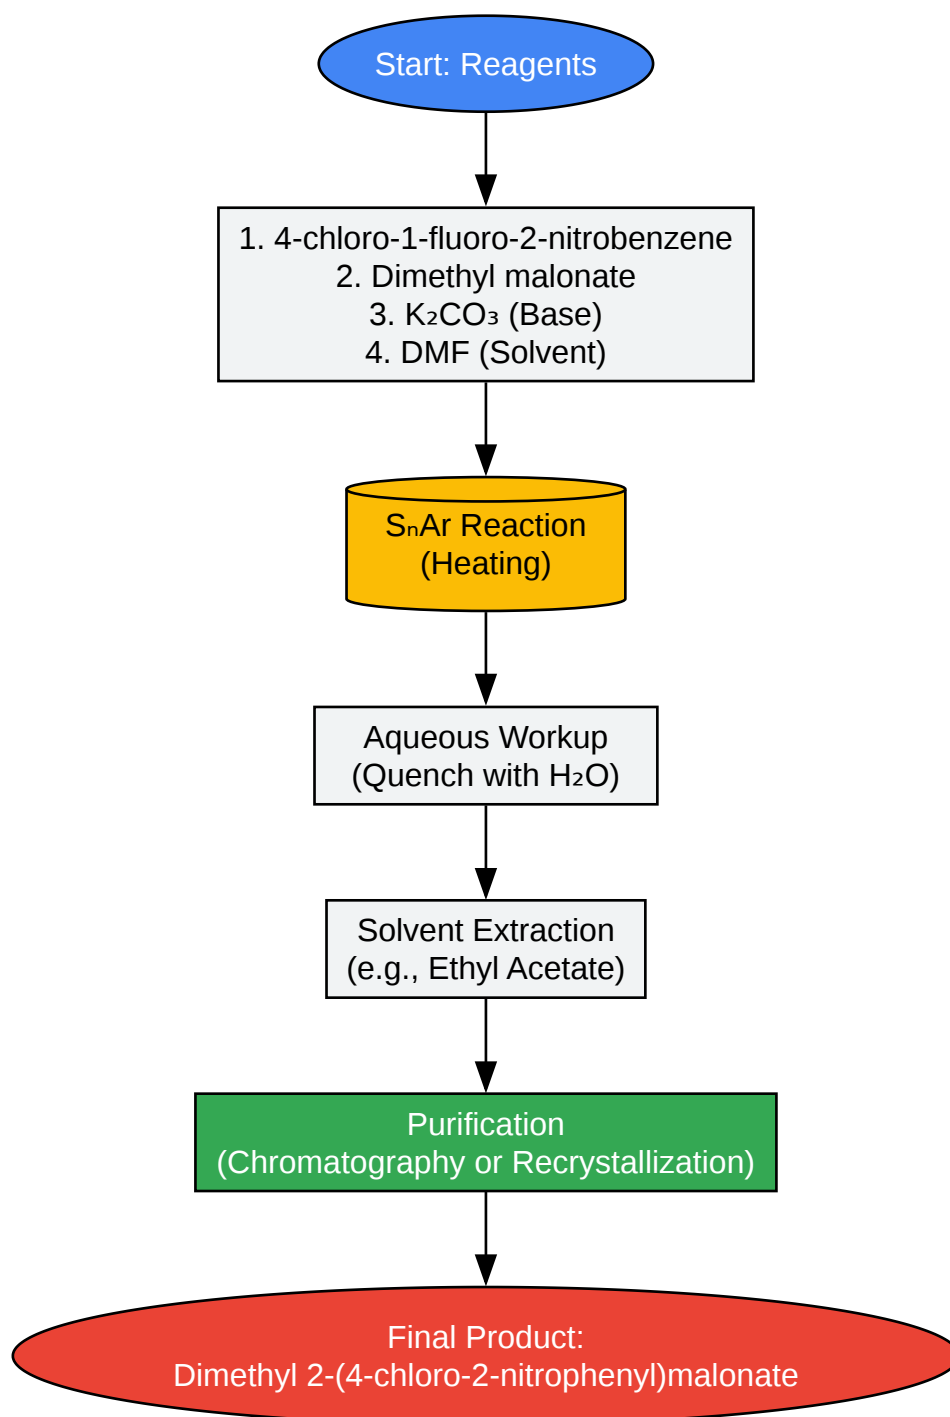 Start: Reagents
1. 4-chloro-1-fluoro-2-nitrobenzene
2. Dimethyl malonate
3. K₂CO₃ (Base)
4. DMF (Solvent)
SₙAr Reaction
(Heating)
Aqueous Workup
(Quench with H₂O)
Solvent Extraction
(e.g., Ethyl Acetate)
Purification
(Chromatography or Recrystallization)
Final Product:
Dimethyl 2-(4-chloro-2-nitrophenyl)malonate